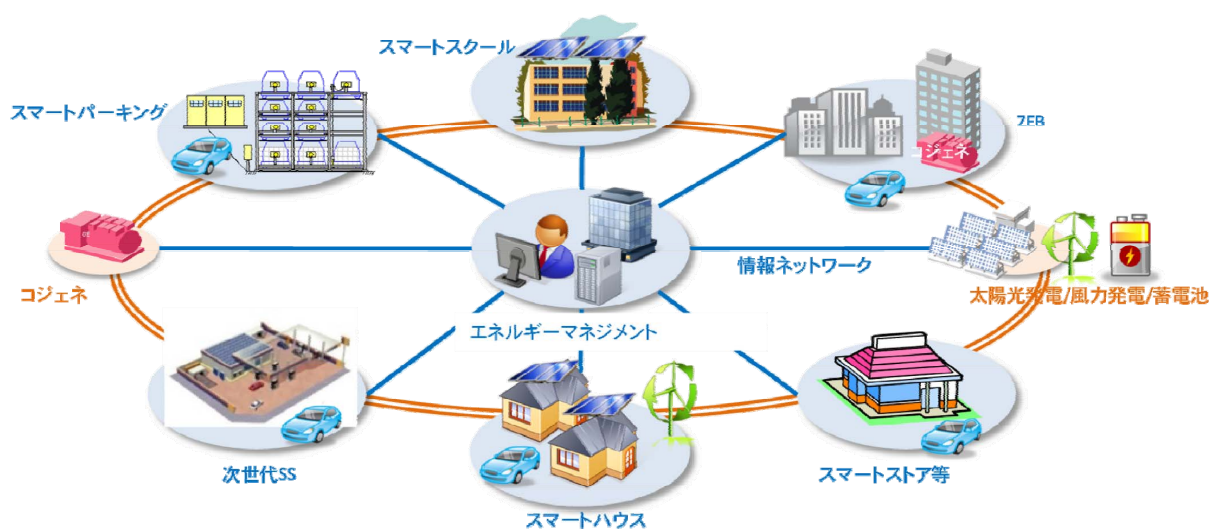 スマートスクール
スマートパーキング
ZEB
コジェネ
情報ネットワーク
コジェネ
太陽光発電/風力発電/蓄電池
エネルギーマネジメント
次世代SS
スマートストア等
スマートハウス